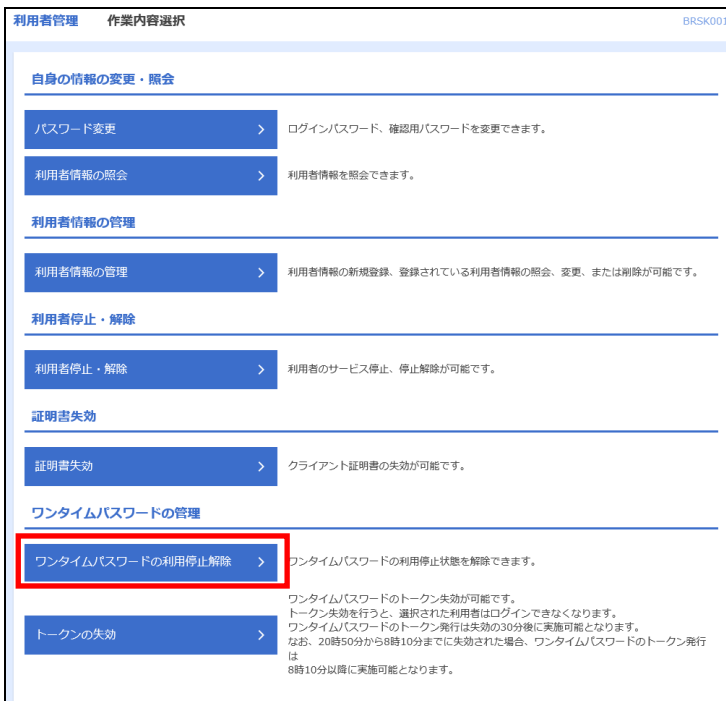 利用者管理 作業内容選択 BRSK001
自身の情報の変更・照会
パスワード変更 ログインパスワード、確認用パスワードを変更できます。
利用者情報の照会 利用者情報を照会できます。
利用者情報の管理
利用者情報の管理 利用者情報の新規登録、登録されている利用者情報の照会、変更、または削除が可能です。
利用者停止・解除
利用者停止・解除 利用者のサービス停止、停止解除が可能です。
証明書失効
証明書失効 クライアント証明書の失効が可能です。
ワンタイムパスワードの管理
ワンタイムパスワードの利用停止解除 ワンタイムパスワードの利用停止状態を解除できます。
トークンの失効
ワンタイムパスワードのトークン失効が可能です。
トークン失効を行うと、選択された利用者はログインできなくなります。
ワンタイムパスワードのトークン発行は失効の30分後に実施可能となります。
なお、20時50分から8時10分までに失効された場合、ワンタイムパスワードのトークン発行
は
8時10分以降に実施可能となります。